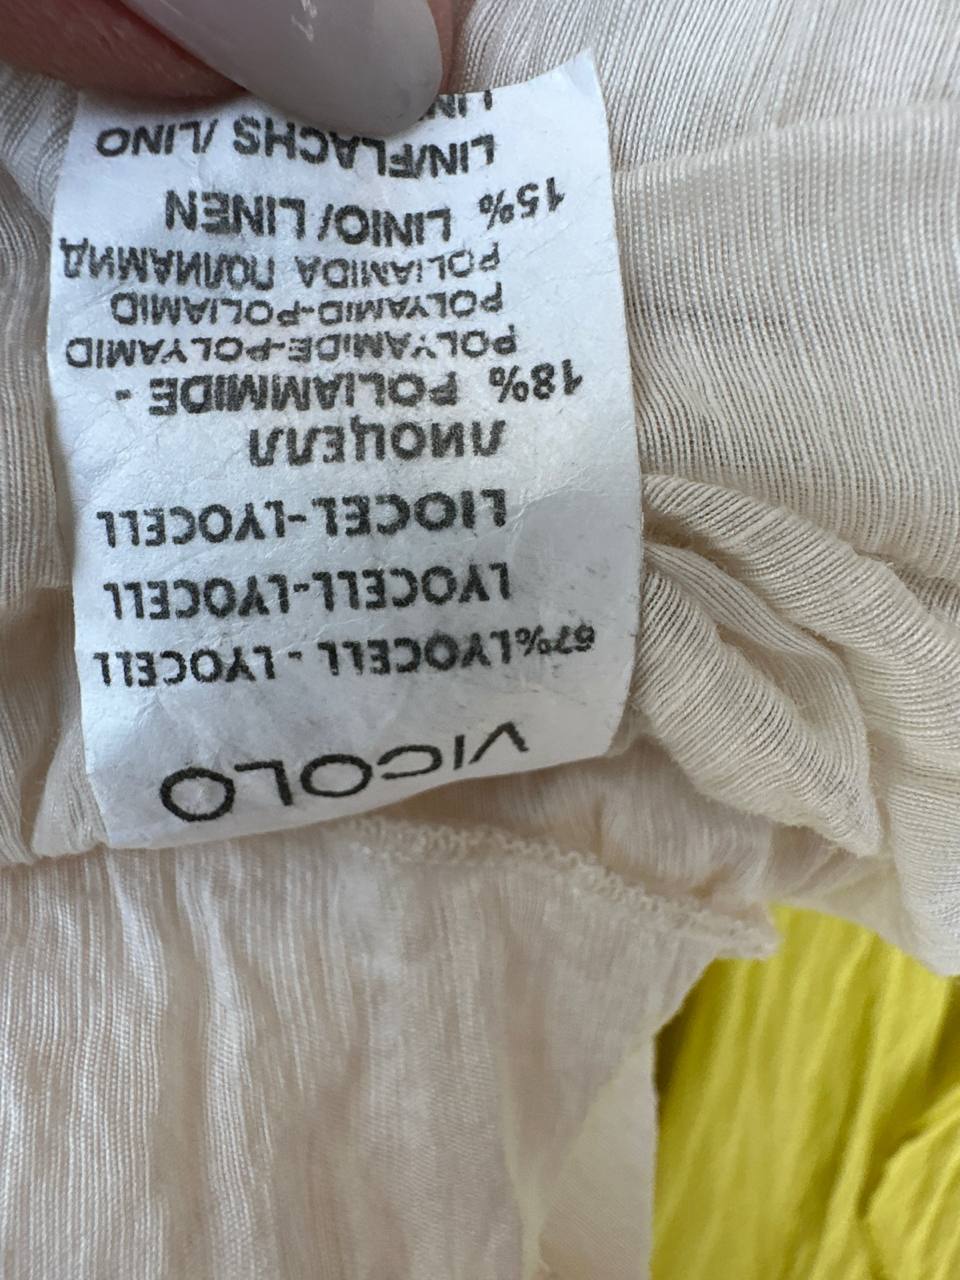 VICOLO
67%LYOCELL - LYOCELL
LYOCELL-LYOCELL
LIOCEL-LYOCELL
ЛИОЦЕЛЛ
18% POLIAMMIDE -
POLYAMIDE-POLYAMID
POLYAMID-POLIAMID
POLIAMIDA ПОЛИАМИД
15% LINIO/LINEN
LIN/FLACHS/LINO